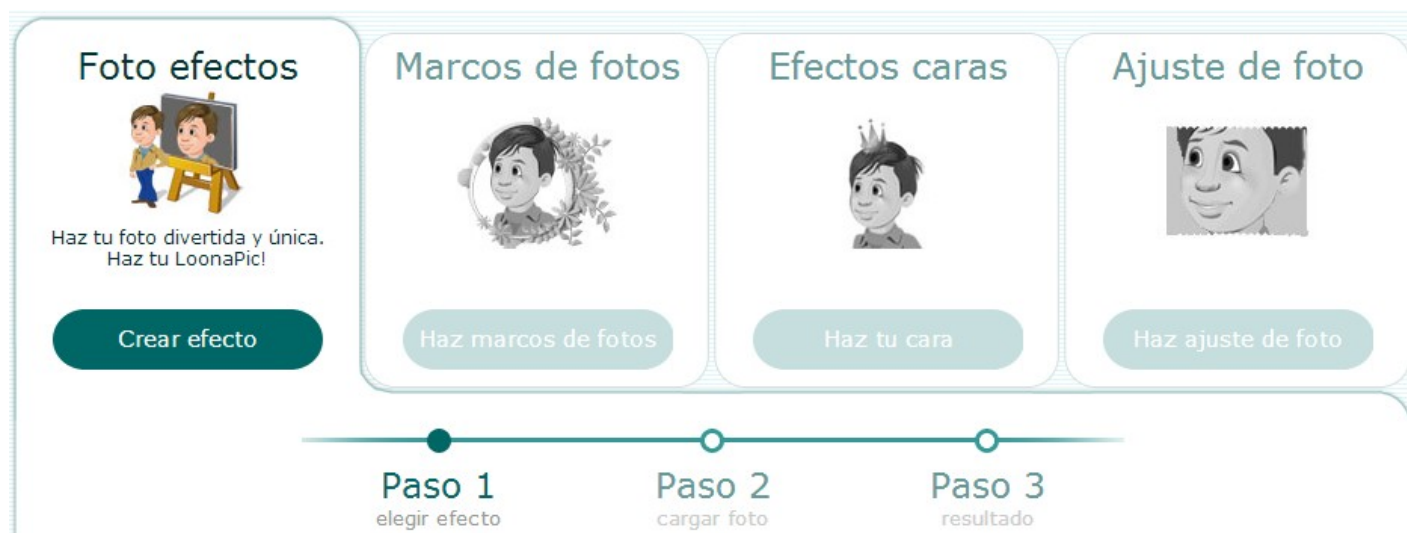 Foto efectos
Marcos de fotos
Efectos caras
Ajuste de foto
Haz tu foto divertida y única.
Haz tu LoonaPic!
Crear efecto
Haz marcos de fotos
Haz tu cara
Haz ajuste de foto
Paso 1
Paso 2
Paso 3
elegir efecto
cargar foto
resultado